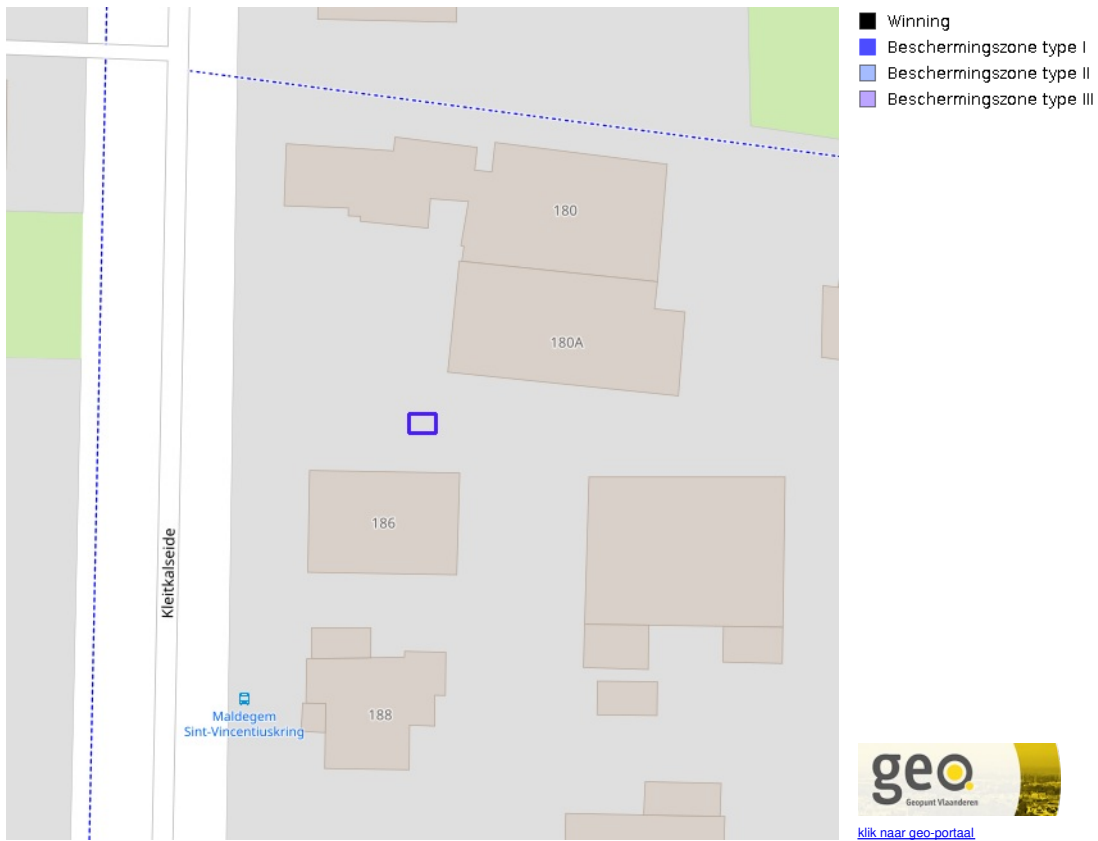 Winning
Beschermingszone type I
Beschermingszone type II
Beschermingszone type III
180
180A
186
Kleitkalseide
188
Maldegem
Sint-Vincentiuskring
geo.
Geopunt Vlaanderen
klik naar geo-portaal